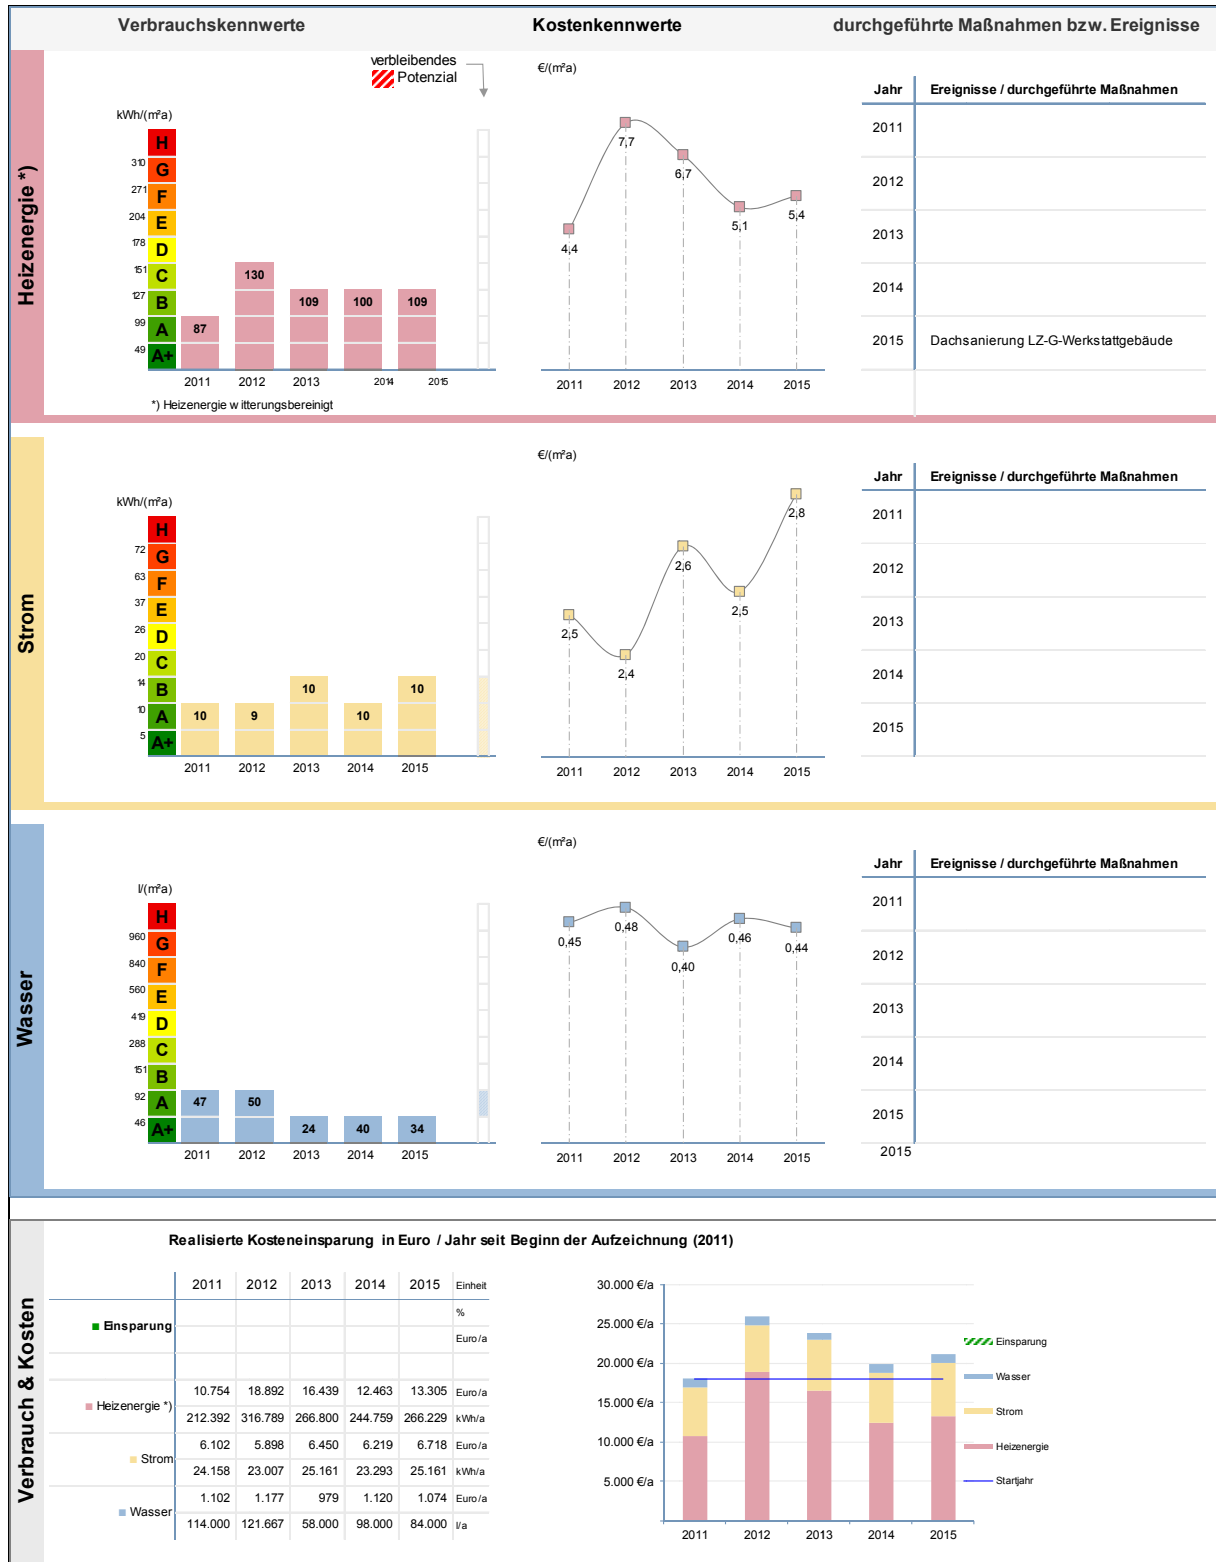 Verbrauchskennwerte Kostenkennwerte durchgeführte Maßnahmen bzw. Ereignisse
Heizenergie *)
verbleibendes
Potenzial
kWh/(m²a)
H
310
G
271
F
204
E
178
D
151
C
127
B
99
A
49
A+
87 130 109 100 109
2011 2012 2013 2014 2015
*) Heizenergie witterungsbereinigt
€/(m²a)
4,4 7,7 6,7 5,1 5,4
2011 2012 2013 2014 2015
Jahr Ereignisse / durchgeführte Maßnahmen
2011
2012
2013
2014
2015 Dachsanierung LZ-G-Werkstattgebäude
Strom
kWh/(m²a)
H
72
G
63
F
37
E
26
D
20
C
14
B
10
A
5
A+
10 9 10 10 10
2011 2012 2013 2014 2015
€/(m²a)
2,5 2,4 2,6 2,5 2,8
2011 2012 2013 2014 2015
Jahr Ereignisse / durchgeführte Maßnahmen
2011
2012
2013
2014
2015
Wasser
l/(m²a)
H
960
G
840
F
560
E
419
D
288
C
151
B
92
A
46
A+
47 50 24 40 34
2011 2012 2013 2014 2015
€/(m²a)
0,45 0,48 0,40 0,46 0,44
2011 2012 2013 2014 2015
Jahr Ereignisse / durchgeführte Maßnahmen
2011
2012
2013
2014
2015
2015
Verbrauch & Kosten
Realisierte Kosteneinsparung in Euro / Jahr seit Beginn der Aufzeichnung (2011)
2011 2012 2013 2014 2015 Einheit
Einsparung
%
Euro/a
Heizenergie *)
10.754 18.892 16.439 12.463 13.305 Euro/a
212.392 316.789 266.800 244.759 266.229 kWh/a
Strom
6.102 5.898 6.450 6.219 6.718 Euro/a
24.158 23.007 25.161 23.293 25.161 kWh/a
Wasser
1.102 1.177 979 1.120 1.074 Euro/a
114.000 121.667 58.000 98.000 84.000 l/a
30.000 €/a
25.000 €/a
20.000 €/a
15.000 €/a
10.000 €/a
5.000 €/a
2011 2012 2013 2014 2015
Einsparung
Wasser
Strom
Heizenergie
Startjahr